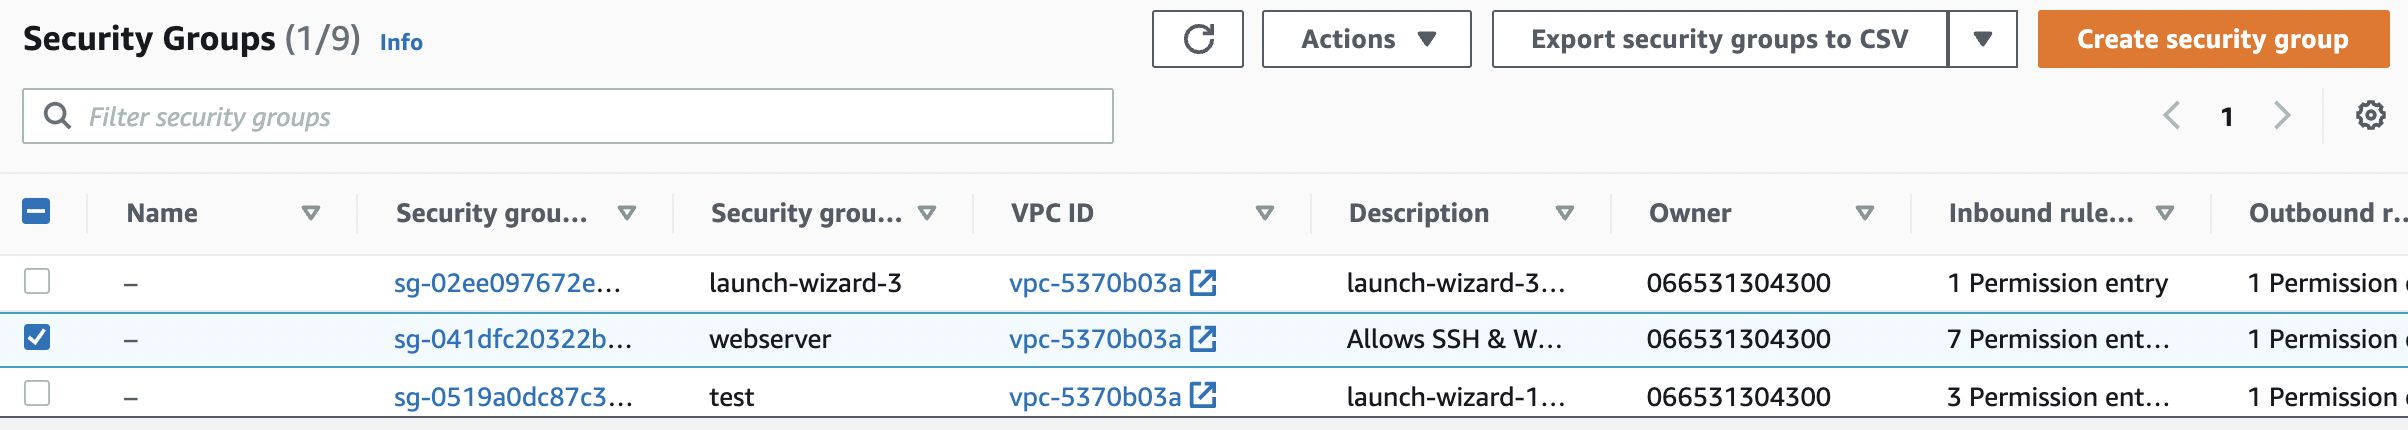 Security Groups (1/9) Info Actions Export security groups to CSV Create security group
Filter security groups 1
Name Security grou... Security grou... VPC ID Description Owner Inbound rule... Outbound r...
– sg-02ee097672e... launch-wizard-3 vpc-5370b03a launch-wizard-3... 066531304300 1 Permission entry 1 Permission
– sg-041dfc20322b... webserver vpc-5370b03a Allows SSH & W... 066531304300 7 Permission ent... 1 Permission
– sg-0519a0dc87c3... test vpc-5370b03a launch-wizard-1... 066531304300 3 Permission ent... 1 Permission